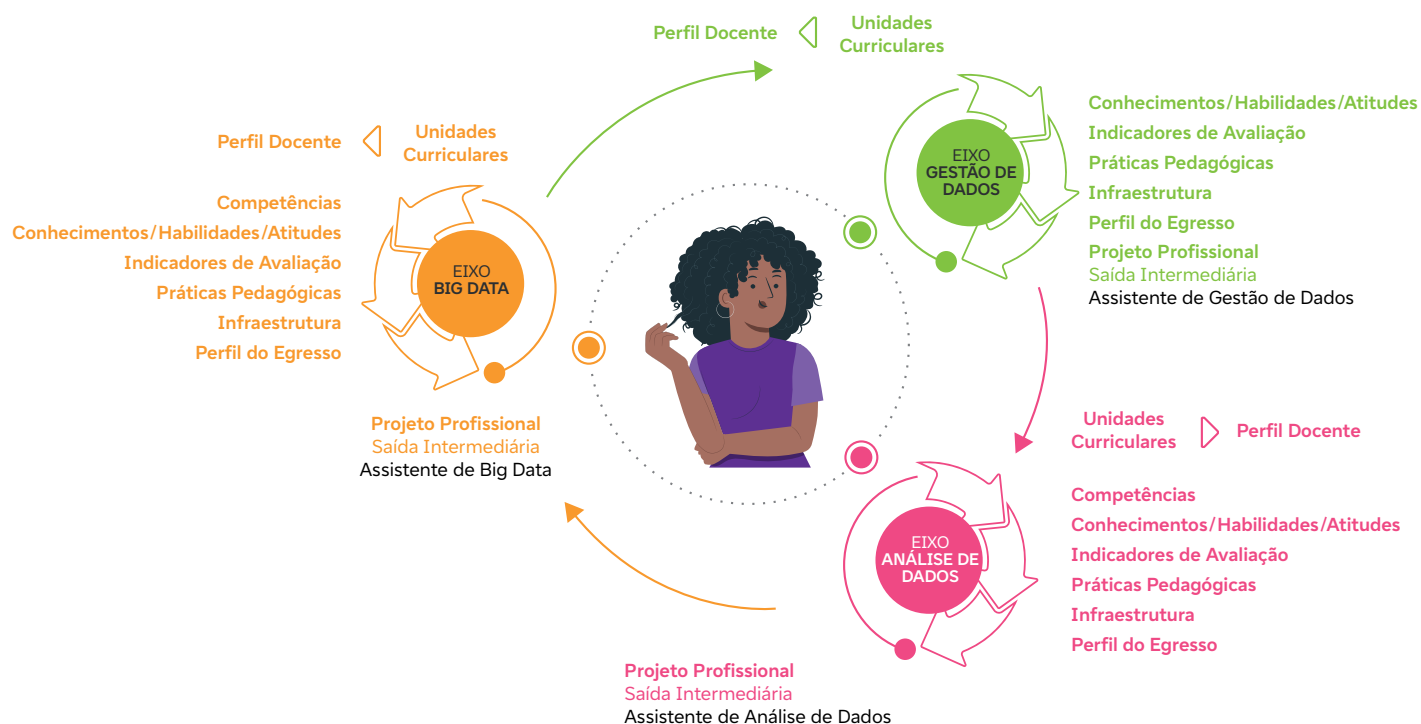 Perfil Docente
Unidades
Curriculares
Conhecimentos/Habilidades/Atitudes
Indicadores de Avaliação
Práticas Pedagógicas
Infraestrutura
Perfil do Egresso
Projeto Profissional
Saída Intermediária
Assistente de Gestão de Dados
EIXO
GESTÃO DE
DADOS
Perfil Docente
Unidades
Curriculares
Competências
Conhecimentos/Habilidades/Atitudes
Indicadores de Avaliação
Práticas Pedagógicas
Infraestrutura
Perfil do Egresso
EIXO
BIG DATA
Projeto Profissional
Saída Intermediária
Assistente de Big Data
Unidades
Curriculares
Perfil Docente
Competências
Conhecimentos/Habilidades/Atitudes
Indicadores de Avaliação
Práticas Pedagógicas
Infraestrutura
Perfil do Egresso
EIXO
ANÁLISE DE
DADOS
Projeto Profissional
Saída Intermediária
Assistente de Análise de Dados